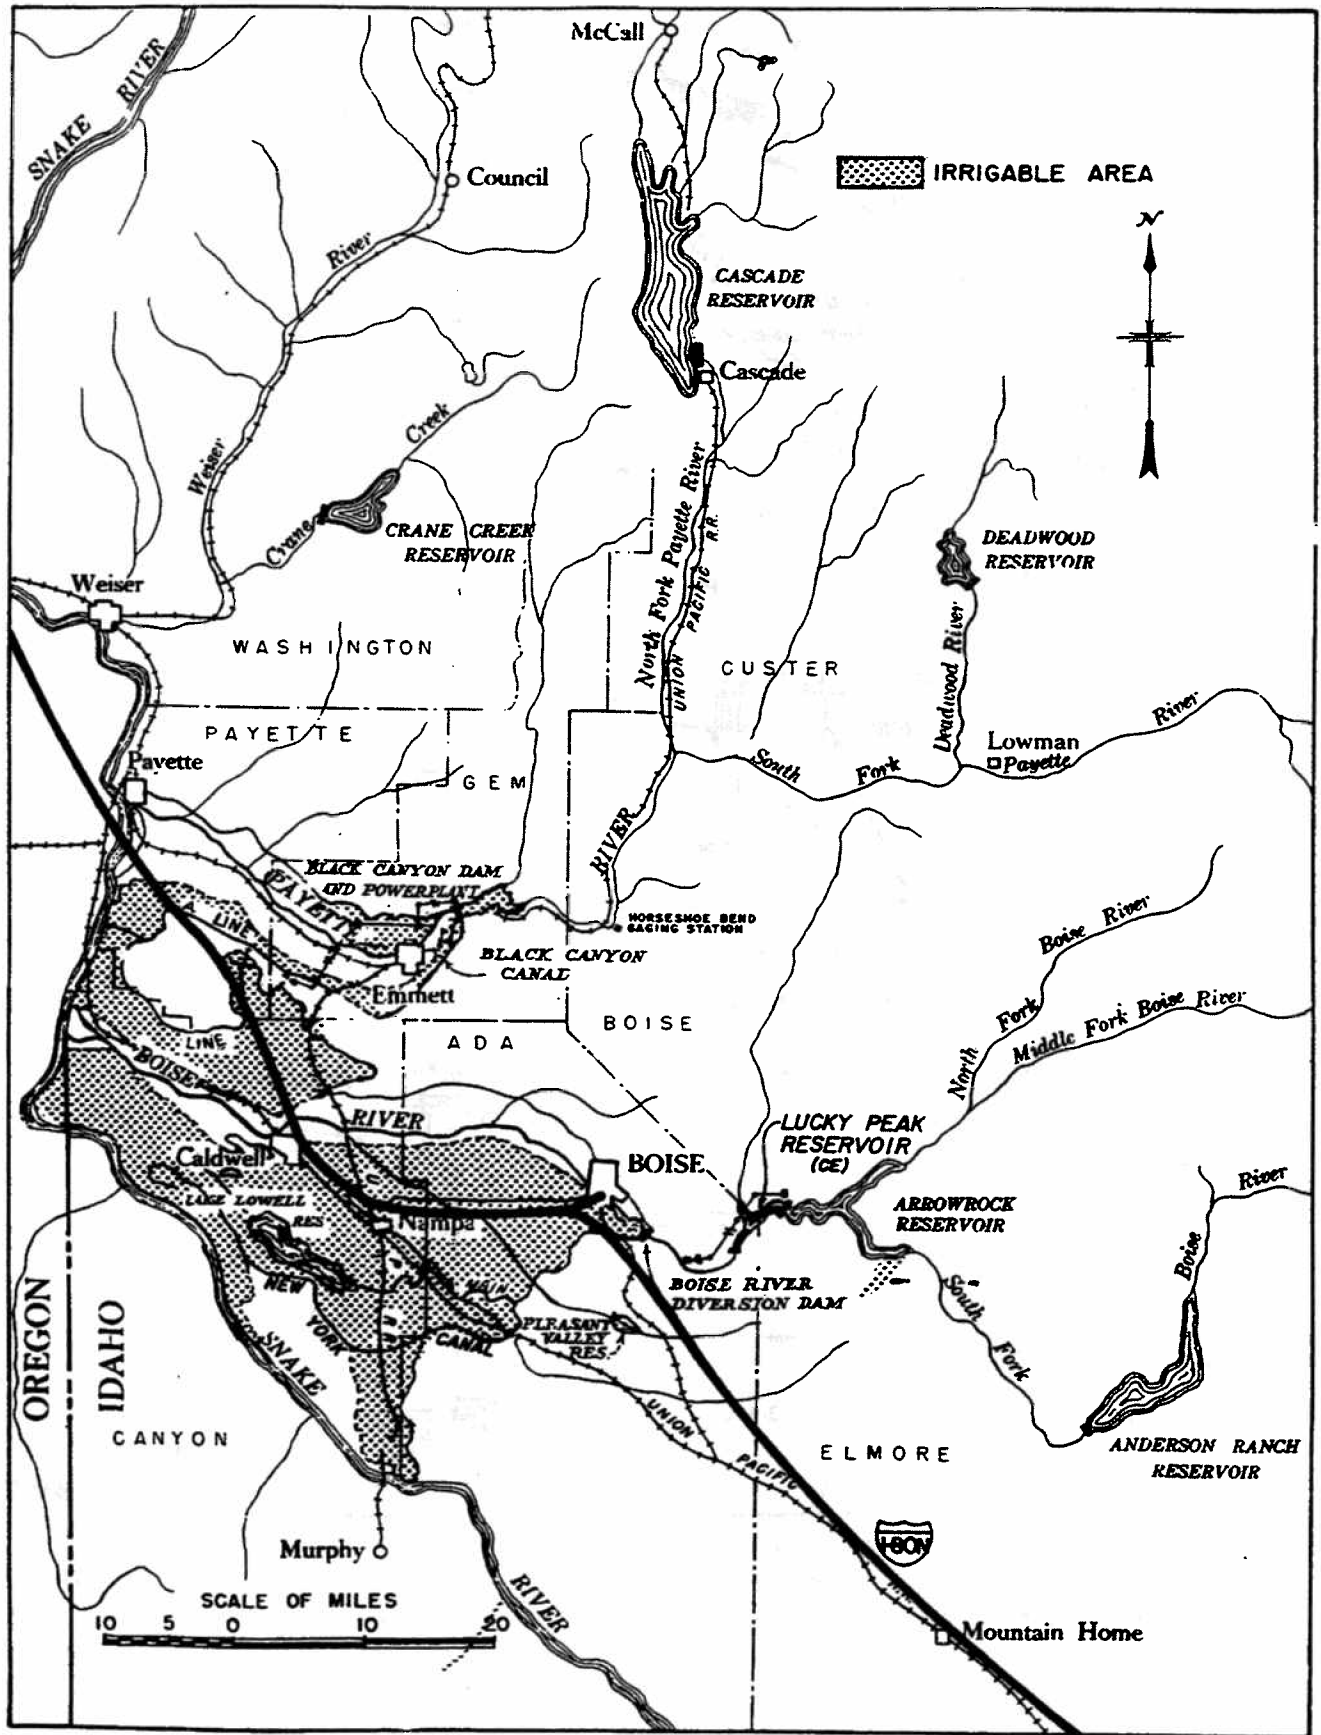 McCall
SNAKE RIVER
Council
IRRIGABLE AREA
N
River
CASCADE
RESERVOIR
Cascade
Creek
Weiser
North Fork Payette River
R.R.
Crane
CRANE CREEK
RESERVOIR
DEADWOOD
RESERVOIR
Weiser
PACIFIC
UNION
Deadwood River
WASHINGTON
CUSTER
PAYETTE
River
Payette
Lowman
Payette
South Fork
GEM
RIVER
BLACK CANYON DAM
AND POWERPLANT
PAYETTE
A LINE
HORSESHOE BEND
GAGING STATION
BLACK CANYON
CANAL
Emmett
North Fork Boise River
Middle Fork Boise River
BOISE
LINE
ADA
BOISE
RIVER
LUCKY PEAK
RESERVOIR
(CE)
Caldwell
BOISE
River
LAKE LOWELL
RES
ARROWROCK
RESERVOIR
Nampa
Boise
NEW YORK CANAL
BOISE RIVER
DIVERSION DAM
South Fork
PLEASANT
VALLEY
RES.
OREGON
IDAHO
SNAKE
CANYON
UNION PACIFIC
ELMORE
ANDERSON RANCH
RESERVOIR
I-80N
Murphy
RIVER
SCALE OF MILES
10 5 0 10 20
Mountain Home